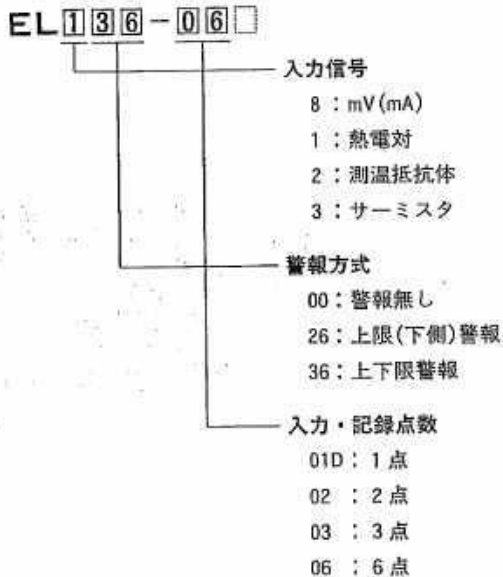 EL136-06□
入力信号
8 : mV(mA)
1 : 熱電対
2 : 測温抵抗体
3 : サーミスタ
警報方式
00 : 警報無し
26 : 上限(下側)警報
36 : 上下限警報
入力・記録点数
01D : 1点
02 : 2点
03 : 3点
06 : 6点